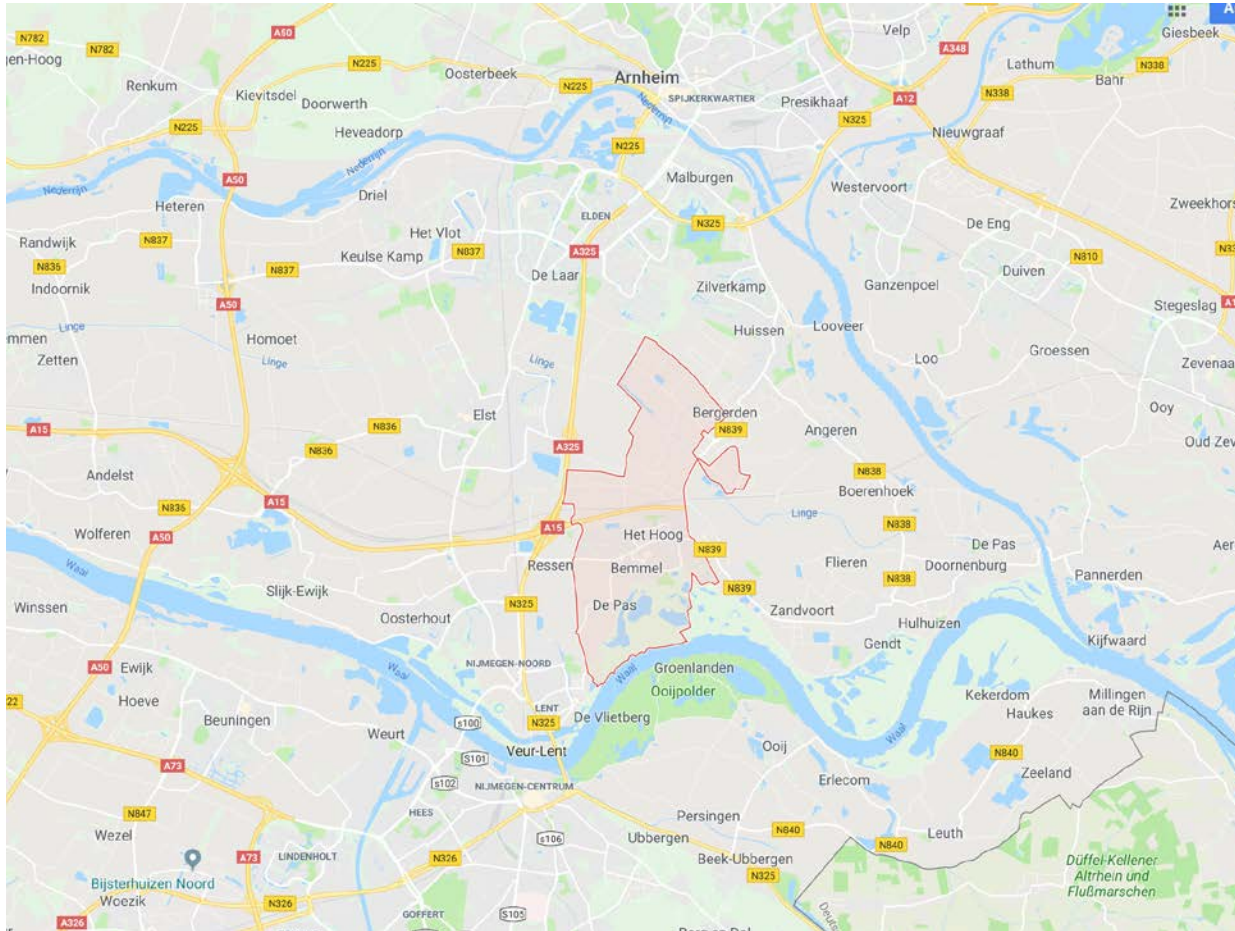 A50
Velp
A
Giesbeek
N782
N782
en-Hoog
A348
Lathum
N338
Bahr
Renkum
Kievitsdel
N225
Oosterbeek
N225
Arnheim
SPIJKERKWARTIER
Presikhaaf
A12
N338
Doorwerth
Heveadorp
Nederrijn
N325
Nieuwgraaf
N225
N225
A50
Malburgen
Westervoort
Nederrijn
Nederrijn
Driel
Heteren
ELDEN
N325
De Eng
Zweekhors
Randwijk
N837
Het Vlot
N837
A325
N836
N837
Keulse Kamp
De Laar
N810
Duiven
Indoornik
Zilverkamp
Ganzenpoel
A50
Stegeslag
Linge
Homoet
Huissen
Looveer
mmen
Zetten
Linge
Linge
Loo
Groessen
Zevenaa
Elst
Bergerden
Ooy
A15
N836
N839
Angeren
N836
A325
Oud Zev
Andelst
N838
Boerenhoek
N836
A15
Linge
Wolferen
A15
N838
A50
Het Hoog
De Pas
Aer
N839
Flieren
Doornenburg
Waal
Ressen
Bemmel
N838
Pannerden
Slijk-Ewijk
N839
Winssen
N325
De Pas
Zandvoort
Oosterhout
Hulhuizen
Gendt
Kijfwaard
NIJMEGEN-NOORD
Waal
Groenlanden
A50
Ewijk
Waal
Ooijpolder
Hoeve
Kekerdom
Millingen
aan de Rijn
22
LENT
Haukes
Beuningen
s100
N325
De Vlietberg
Weurt
Waal
Veur-Lent
Ooij
S101
N840
A73
s102
NIJMEGEN-CENTRUM
Erlecom
Zeeland
N847
HEES
Persingen
Wezel
s106
Ubbergen
N840
Leuth
A73
LINDENHOLT
N326
Beek-Ubbergen
N840
Düffel-Kellener
Altrhein und
Flußmarschen
Bijsterhuizen Noord
N325
Woezik
N326
GOFFERT
S105
A326